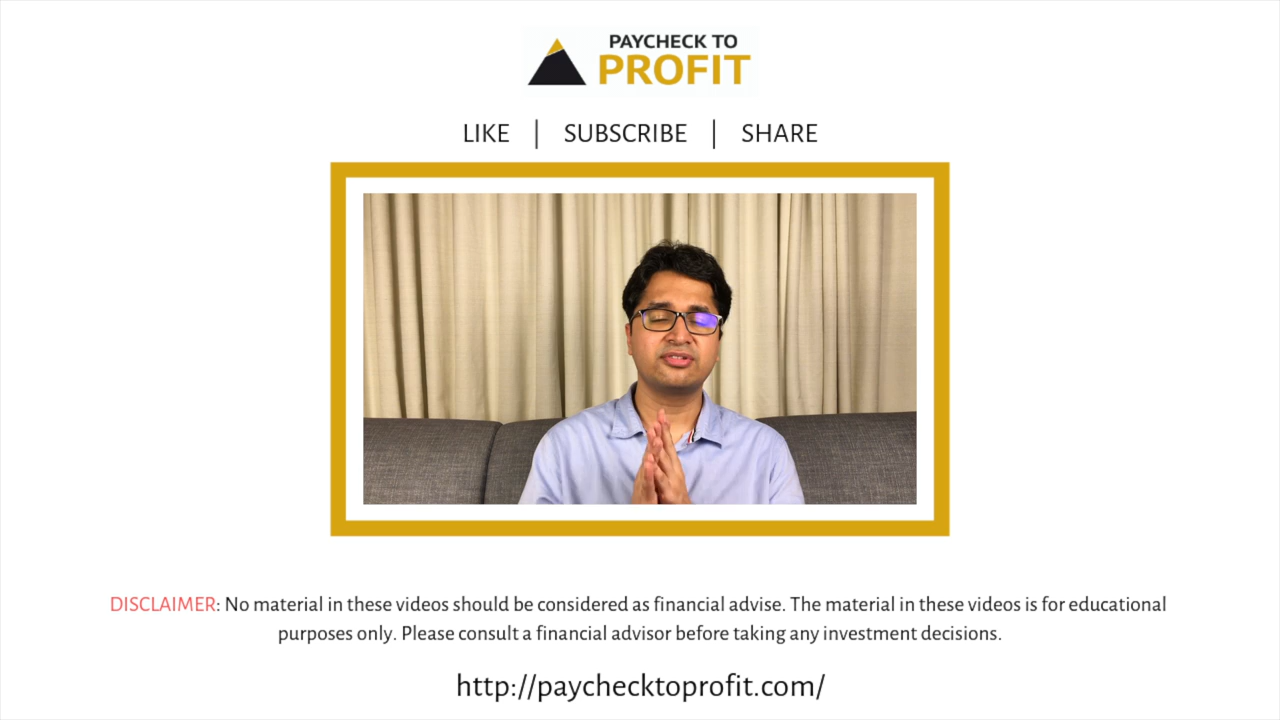 PAYCHECK TO
PROFIT
LIKE | SUBSCRIBE | SHARE
DISCLAIMER: No material in these videos should be considered as financial advise. The material in these videos is for educational
purposes only. Please consult a financial advisor before taking any investment decisions.
http://paychecktoprofit.com/